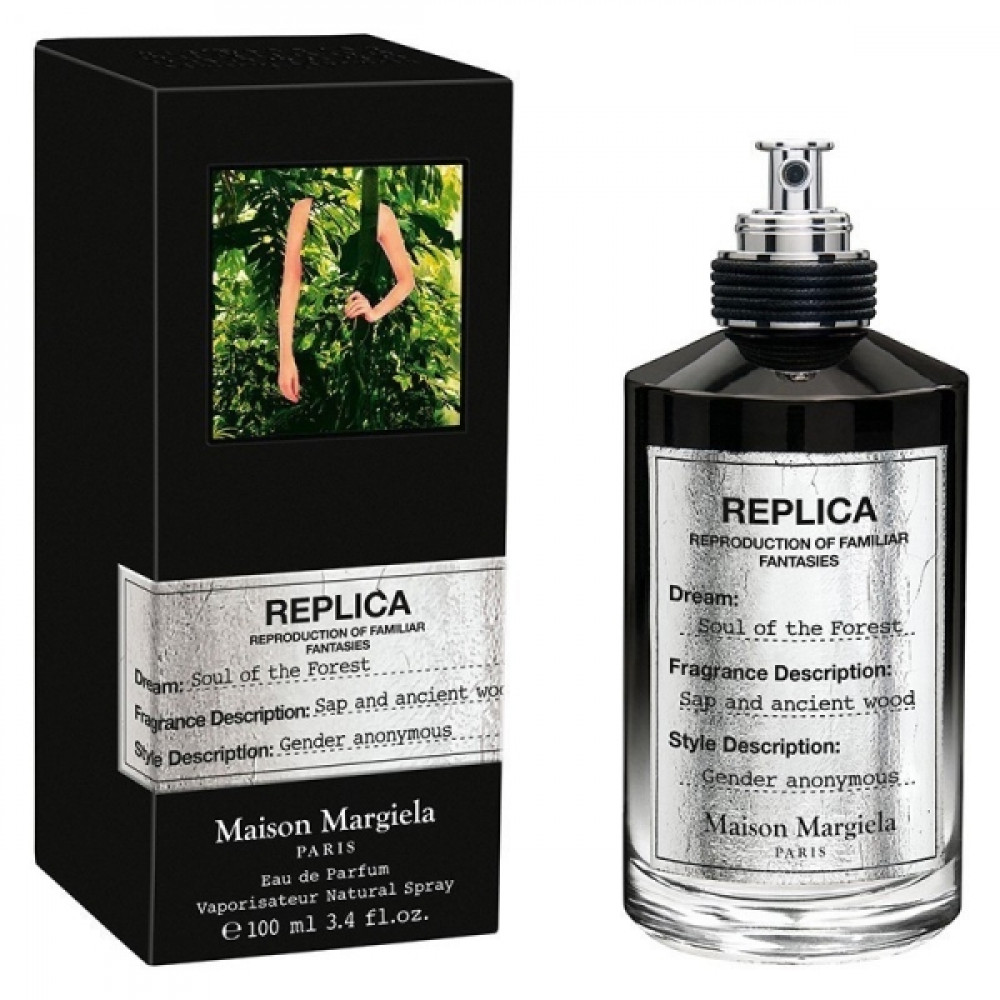 REPLICA
REPRODUCTION OF FAMILIAR
FANTASIES
Dream: Soul of the Forest
Fragrance Description: Sap and ancient woo
Style Description: Gender anonymous
Maison Margiela
PARIS
Eau de Parfum
Vaporisateur Natural Spray
℮ 100 ml 3.4 fl.oz.
REPLICA
REPRODUCTION OF FAMILIAR
FANTASIES
Dream:
Soul of the Forest
Fragrance Description:
Sap and ancient wood
Style Description:
Gender anonymous
Maison Margiela
PARIS